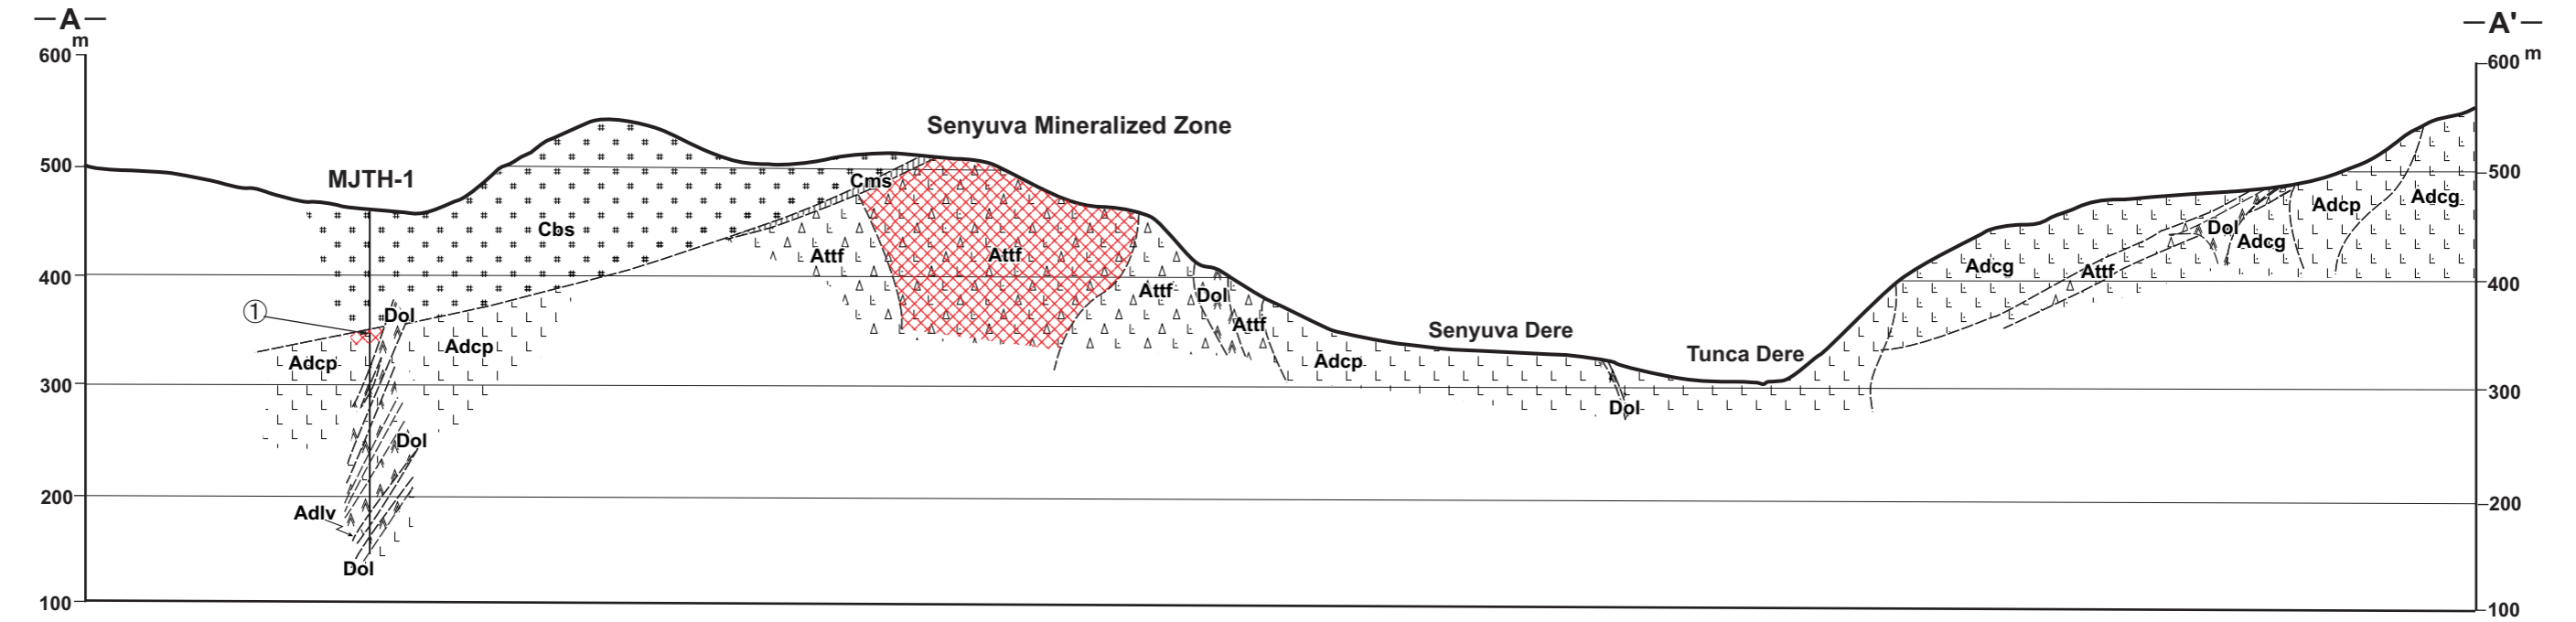 —A—
—A'—
m
m
600
600
500
500
400
400
300
300
200
200
100
100
Senyuva Mineralized Zone
MJTH-1
Cms
Cbs
Attf
Attf
Attf
Dol
Attf
①
Dol
Adcp
Adcp
Dol
Adlv
Dol
Adcp
Senyuva Dere
Tunca Dere
Dol
Adcg
Attf
Dol
Adcg
Adcp
Adcg